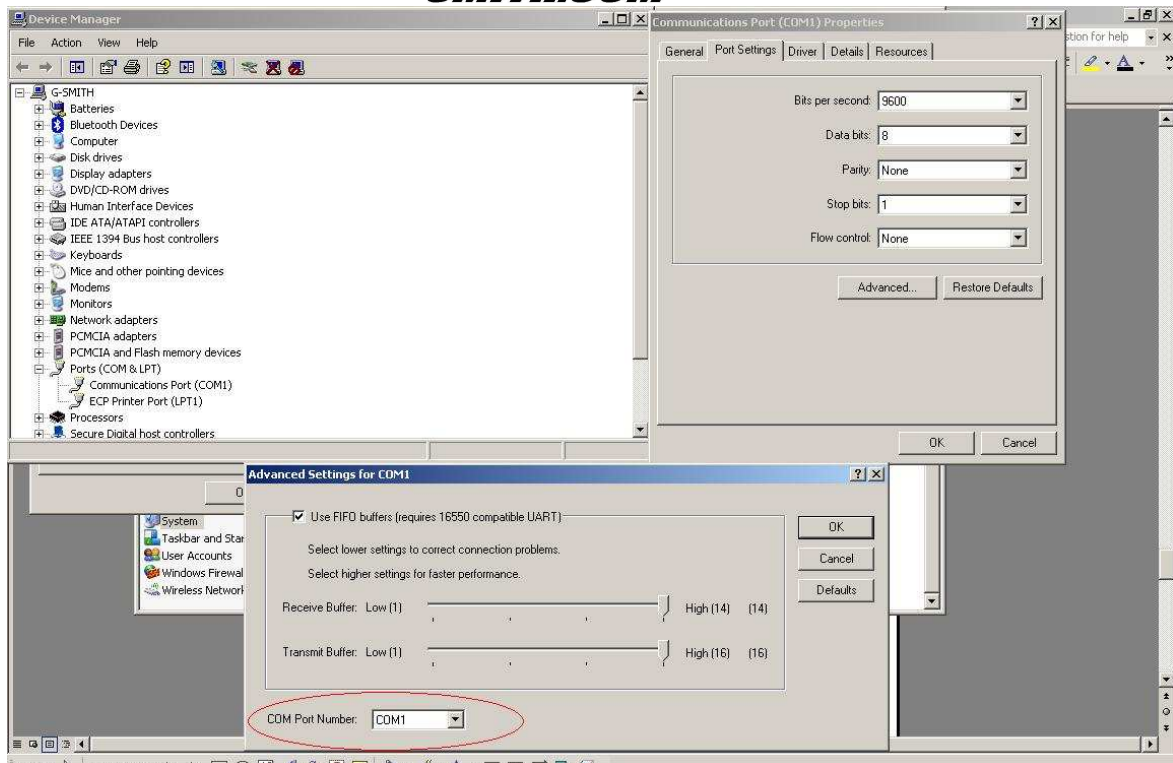 Device Manager
File Action View Help
G-SMITH
Batteries
Bluetooth Devices
Computer
Disk drives
Display adapters
DVD/CD-ROM drives
Human Interface Devices
IDE ATA/ATAPI controllers
IEEE 1394 Bus host controllers
Keyboards
Mice and other pointing devices
Modems
Monitors
Network adapters
PCMCIA adapters
PCMCIA and Flash memory devices
Ports (COM & LPT)
Communications Port (COM1)
ECP Printer Port (LPT1)
Processors
Secure Digital host controllers
Communications Port (COM1) Properties
General Port Settings Driver Details Resources
Bits per second: 9600
Data bits: 8
Parity: None
Stop bits: 1
Flow control: None
Advanced... Restore Defaults
OK Cancel
for help
System
Taskbar and Star
User Accounts
Windows Firewal
Wireless Network
Advanced Settings for COM1
Use FIFO buffers (requires 16550 compatible UART)
Select lower settings to correct connection problems.
Select higher settings for faster performance.
Receive Buffer: Low (1) High (14) (14)
Transmit Buffer: Low (1) High (16) (16)
COM Port Number: COM1
OK
Cancel
Defaults